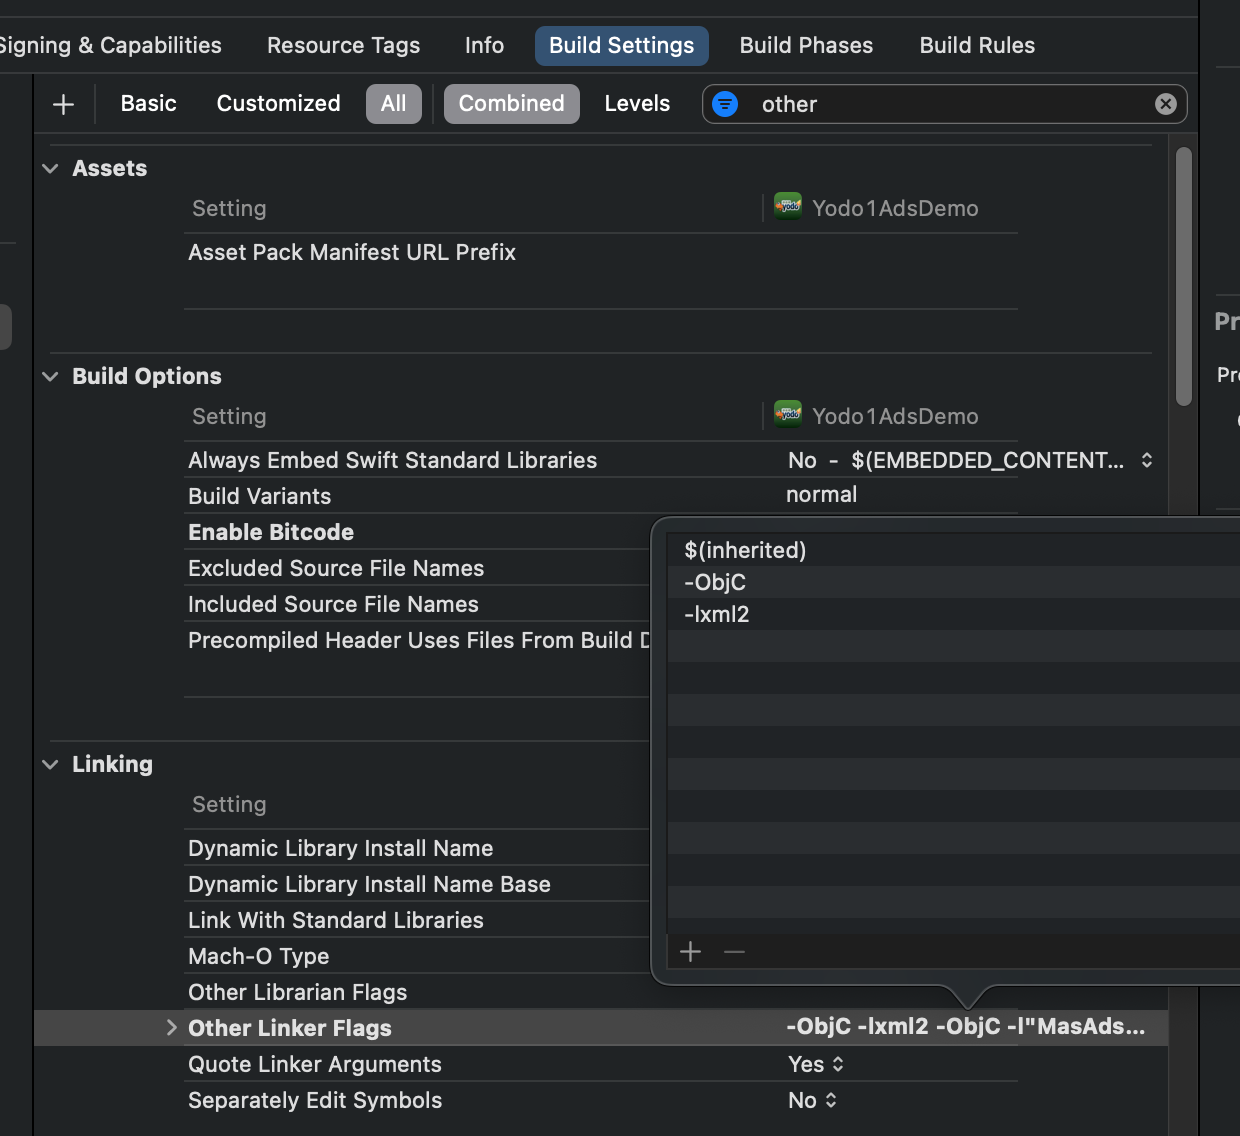 Signing & Capabilities Resource Tags Info Build Settings Build Phases Build Rules
Basic Customized All Combined Levels other
Assets
Setting Yodo1AdsDemo
Asset Pack Manifest URL Prefix
Build Options
Setting Yodo1AdsDemo
Always Embed Swift Standard Libraries No - $(EMBEDDED_CONTENT...
Build Variants normal
Enable Bitcode
Excluded Source File Names
Included Source File Names
Precompiled Header Uses Files From Build D
$(inherited)
-ObjC
-lxml2
Linking
Setting
Dynamic Library Install Name
Dynamic Library Install Name Base
Link With Standard Libraries
Mach-O Type
Other Librarian Flags
Other Linker Flags -ObjC -lxml2 -ObjC -l"MasAds...
Quote Linker Arguments Yes
Separately Edit Symbols No
Pr
Pre